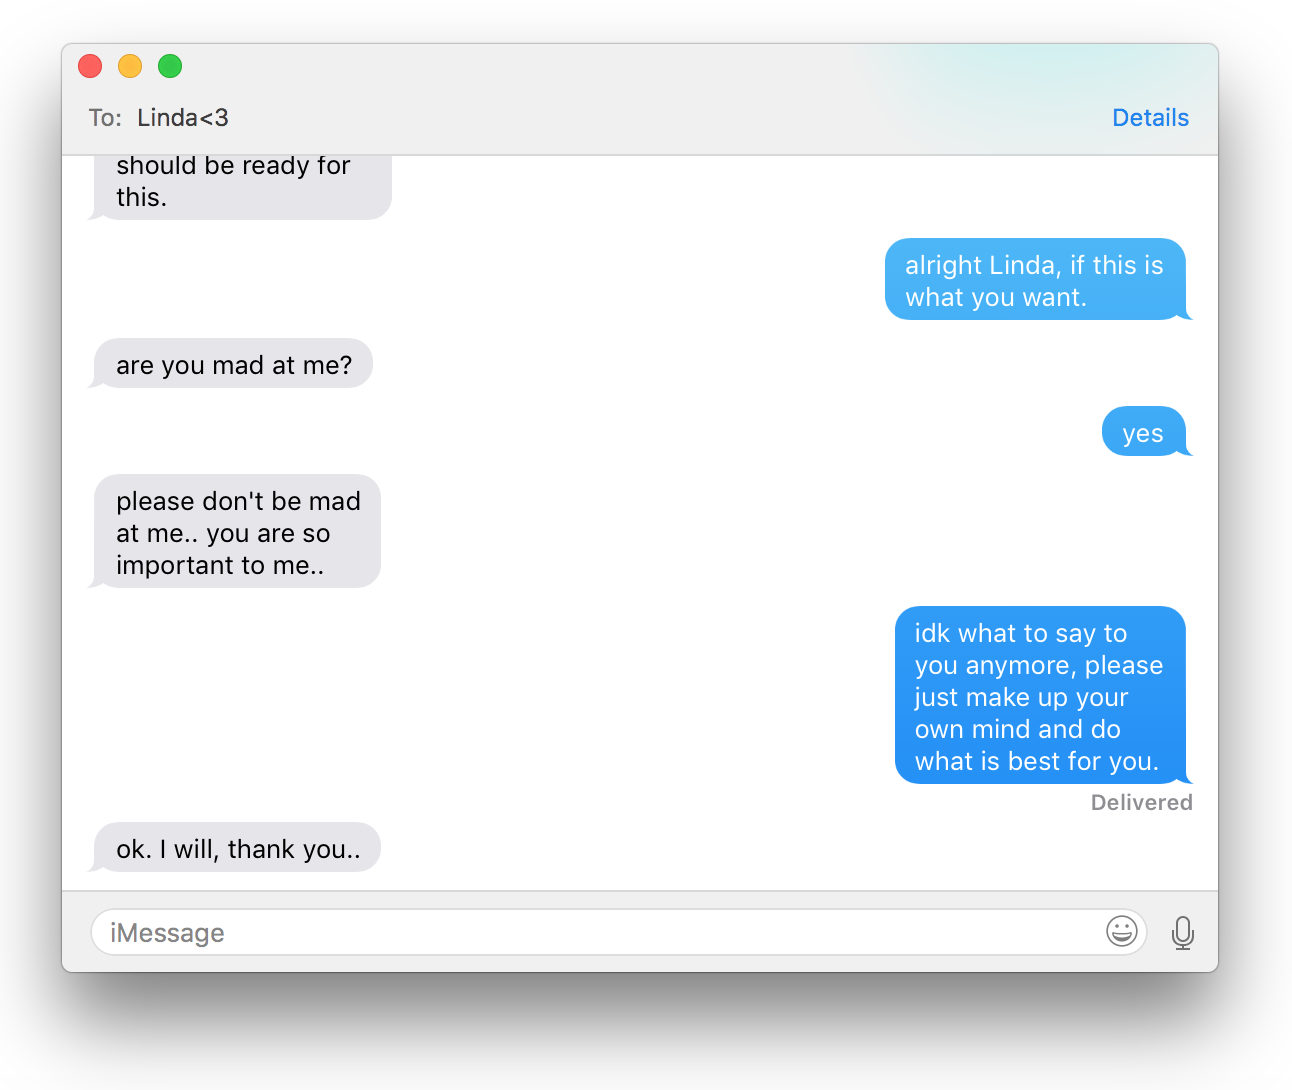 To: Linda<3
Details
should be ready for
this.
alright Linda, if this is
what you want.
are you mad at me?
yes
please don't be mad
at me.. you are so
important to me..
idk what to say to
you anymore, please
just make up your
own mind and do
what is best for you.
Delivered
ok. I will, thank you..
iMessage